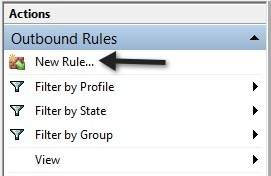 Actions
Outbound Rules
New Rule...
Filter by Profile
Filter by State
Filter by Group
View